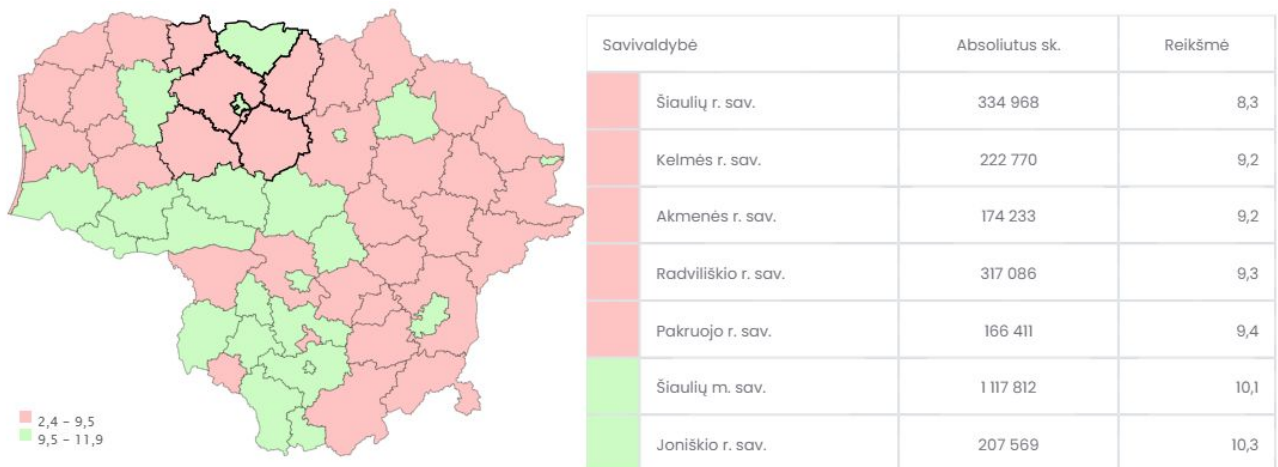 Savivaldybė Absoliutus sk. Reikšmė
Šiaulių r. sav. 334 968 8,3
Kelmės r. sav. 222 770 9,2
Akmenės r. sav. 174 233 9,2
Radviliškio r. sav. 317 086 9,3
Pakruojo r. sav. 166 411 9,4
Šiaulių m. sav. 1 117 812 10,1
Joniškio r. sav. 207 569 10,3
2,4 – 9,5
9,5 – 11,9